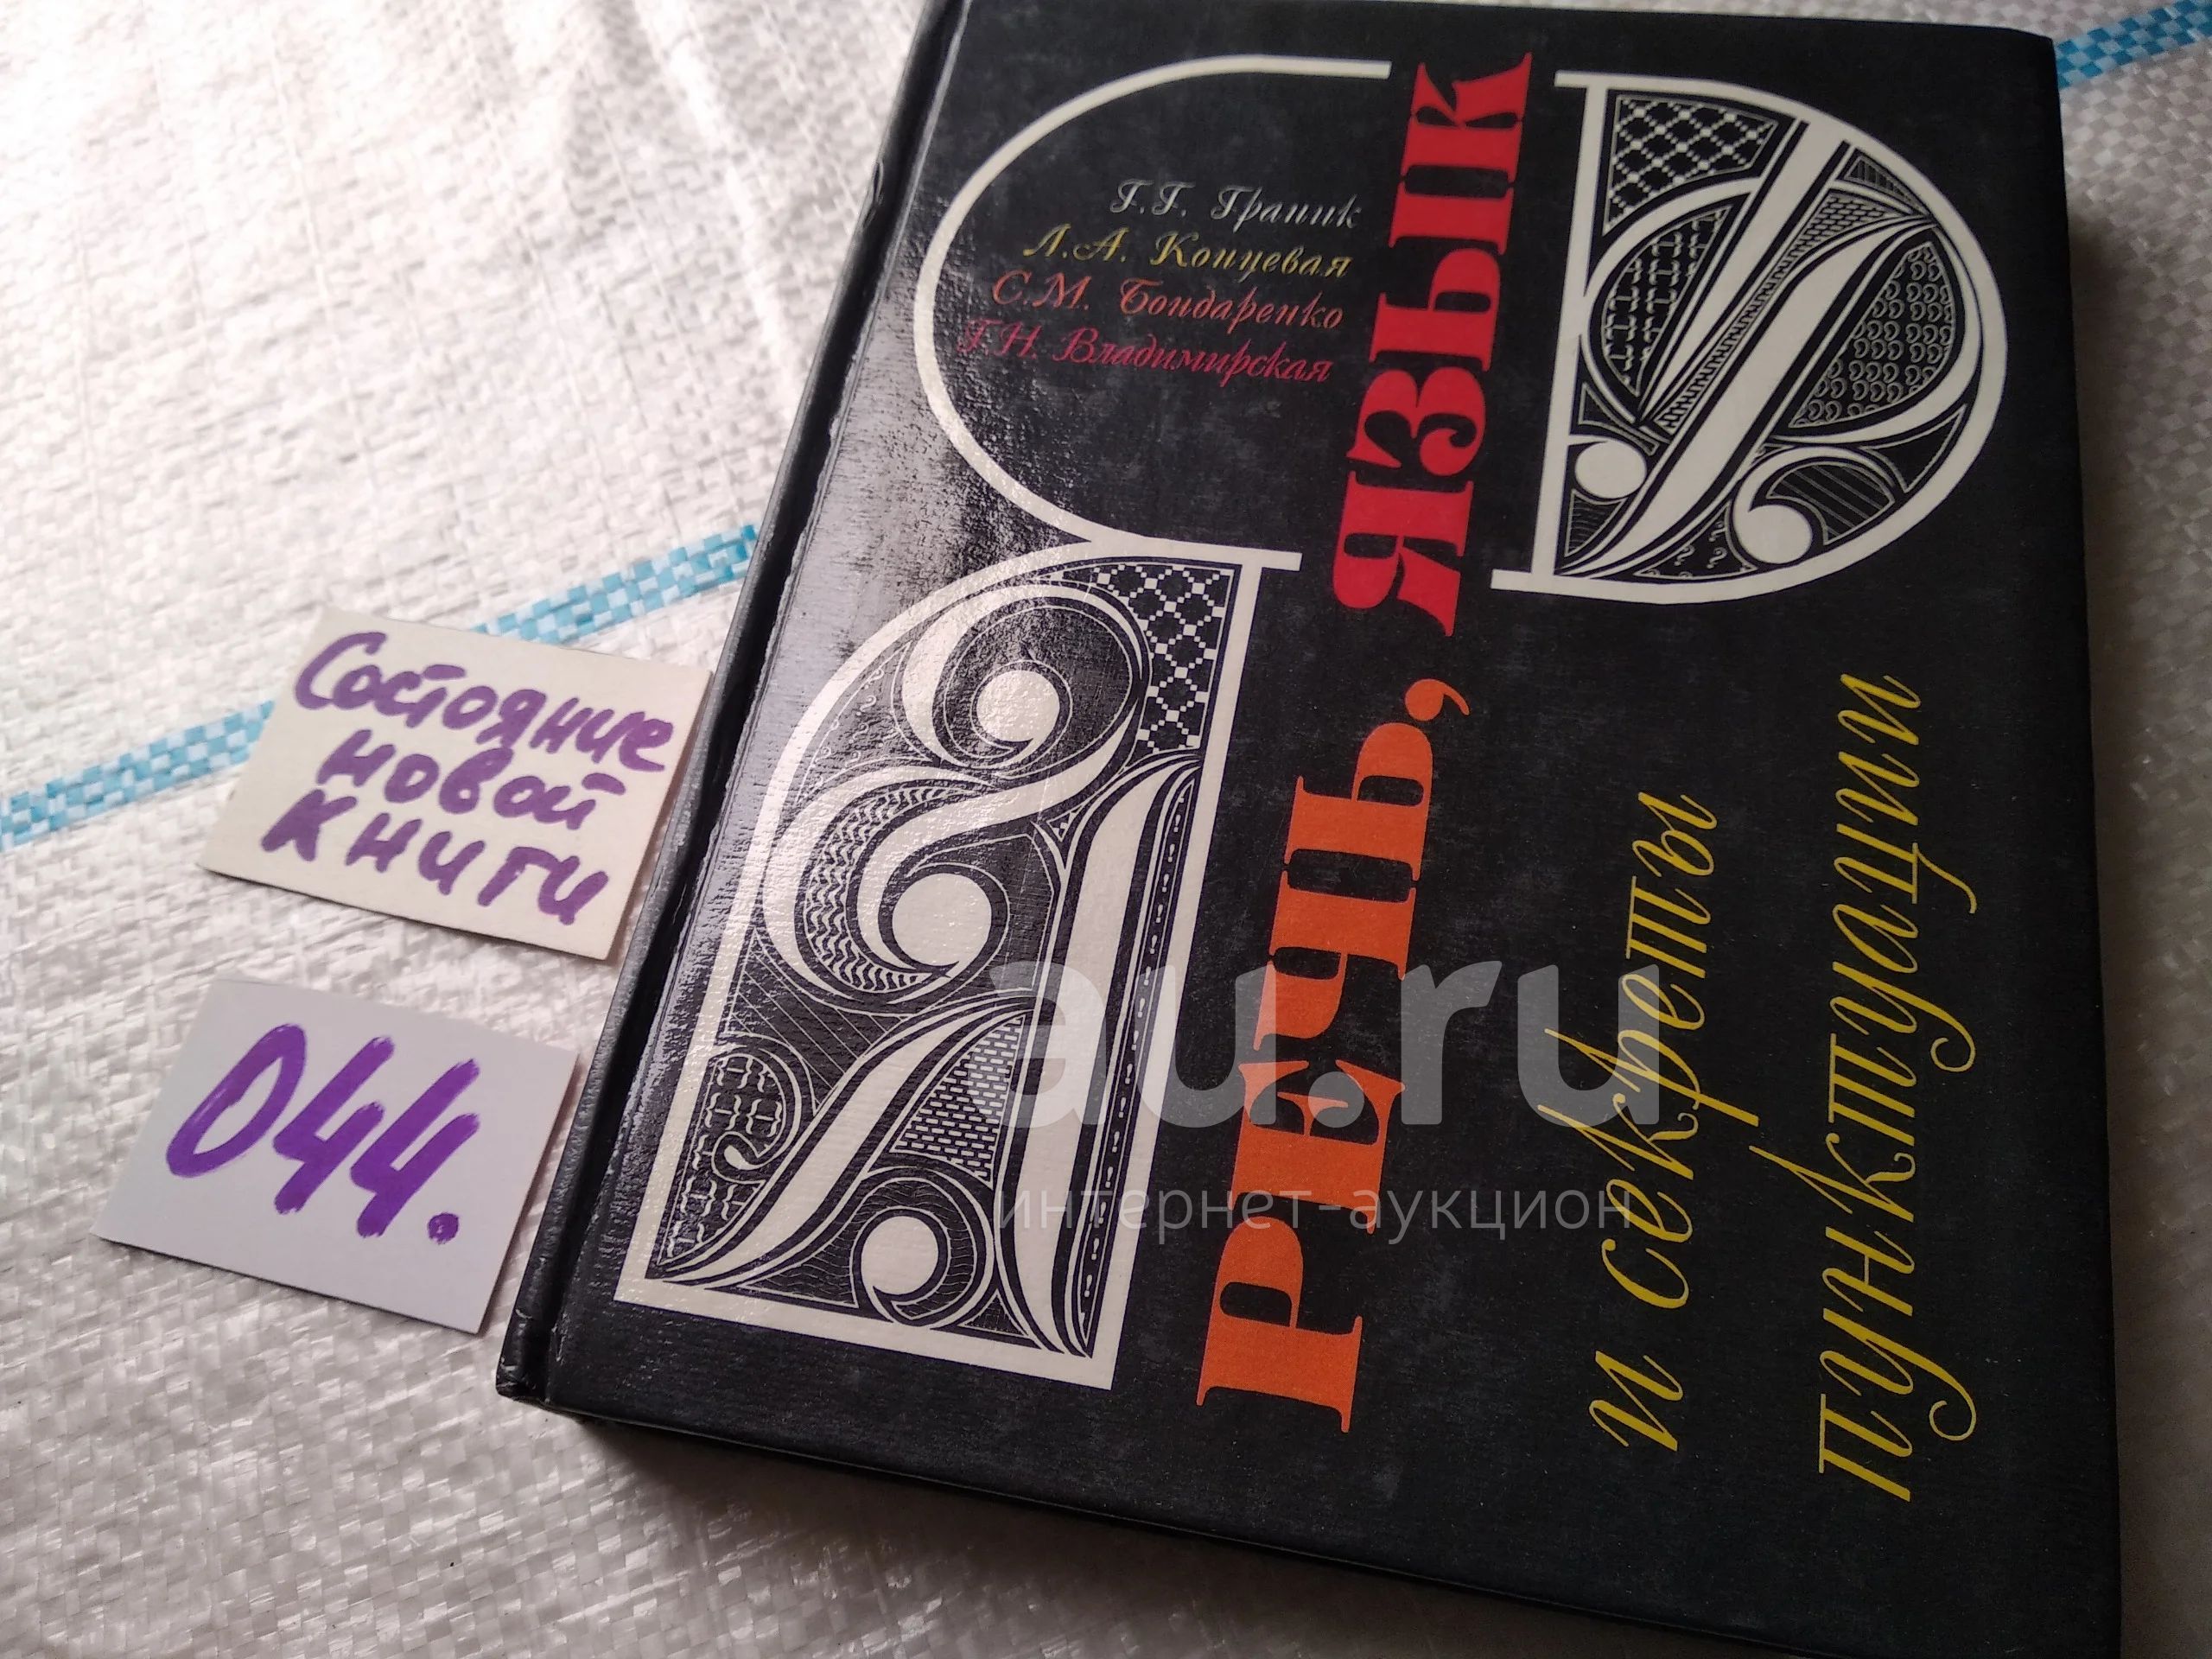 Г.Г. Граник
Л.А. Концевая
С.М. Бондаренко
Г.Н. Владимирская
РЕЧЬ, ЯЗЫК
и секреты
пунктуации
Состояние
новой
книги
044.
au.ru
интернет-аукцион